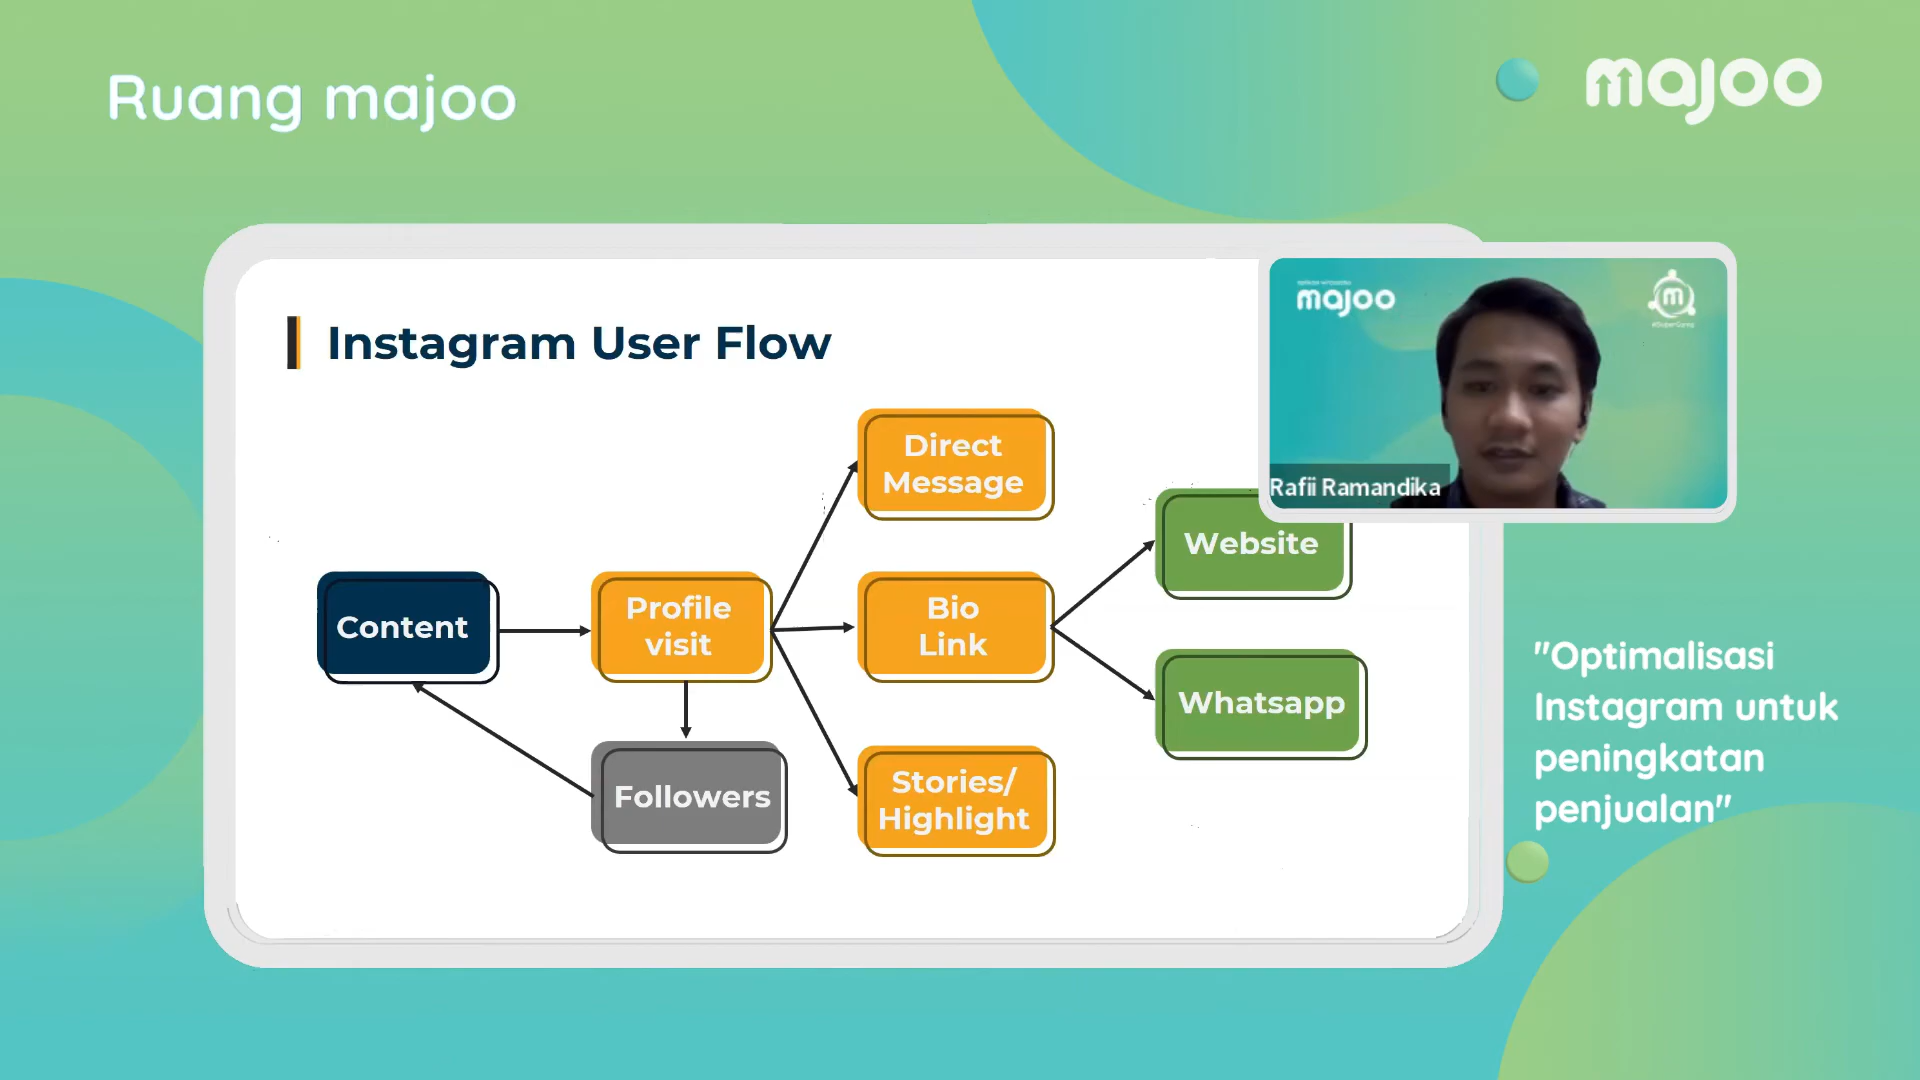 Ruang majoo
majoo
Instagram User Flow
majoo
m
Rafii Ramandika
Direct
Message
Website
Content
Profile
visit
Bio
Link
Whatsapp
Followers
Stories/
Highlight
"Optimalisasi
Instagram untuk
peningkatan
penjualan"